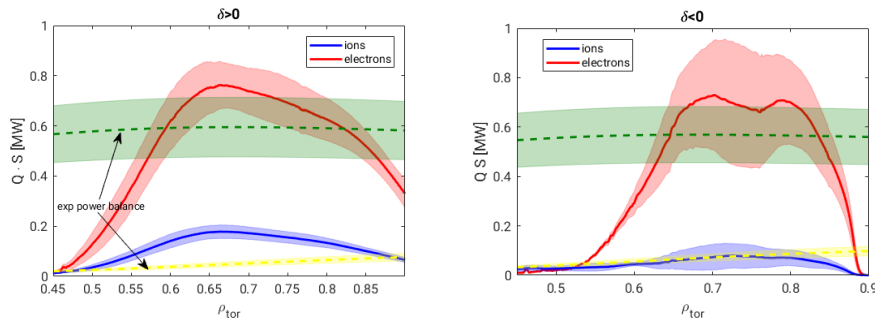 δ>0
ions
electrons
Q · S [MW]
1
0.8
0.6
0.4
0.2
0
exp power balance
0.45
0.5
0.55
0.6
0.65
0.7
0.75
0.8
0.85
ρtor
δ<0
ions
electrons
Q S [MW]
1
0.8
0.6
0.4
0.2
0
0.5
0.6
0.7
0.8
0.9
ρtor